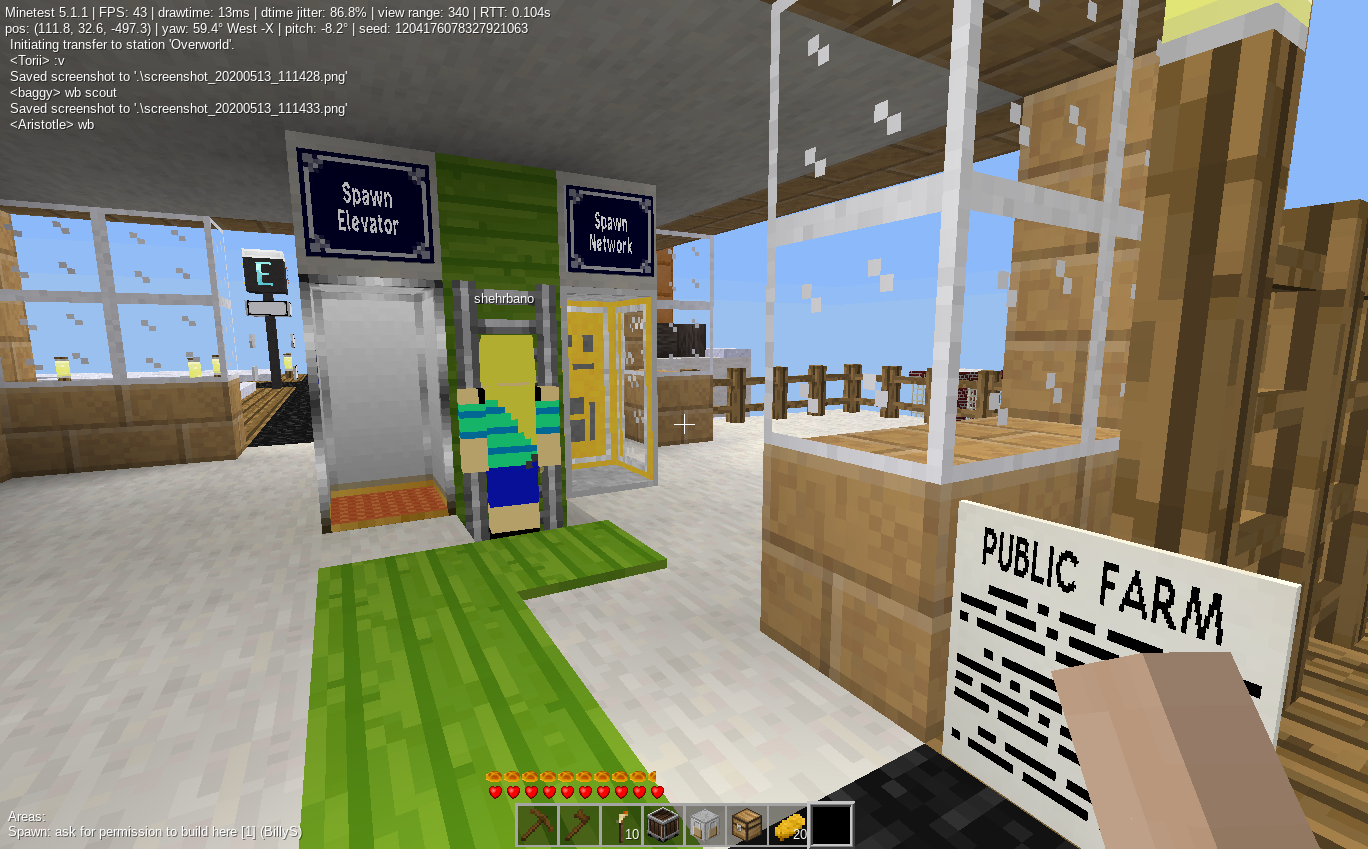 Minetest 5.1.1 | FPS: 43 | drawtime: 13ms | dtime jitter: 86.8% | view range: 340 | RTT: 0.104s
pos: (111.8, 32.6, -497.3) | yaw: 59.4° West -X | pitch: -8.2° | seed: 1204176078327921063
Initiating transfer to station 'Overworld'.
<Torii> :v
Saved screenshot to '.\screenshot_20200513_111428.png'
<baggy> wb scout
Saved screenshot to '.\screenshot_20200513_111433.png'
<Aristotle> wb
Spawn
Elevator
Spawn
Network
E
shehrbano
PUBLIC FARM
10
20
Areas:
Spawn: ask for permission to build here [1] (BillyS)